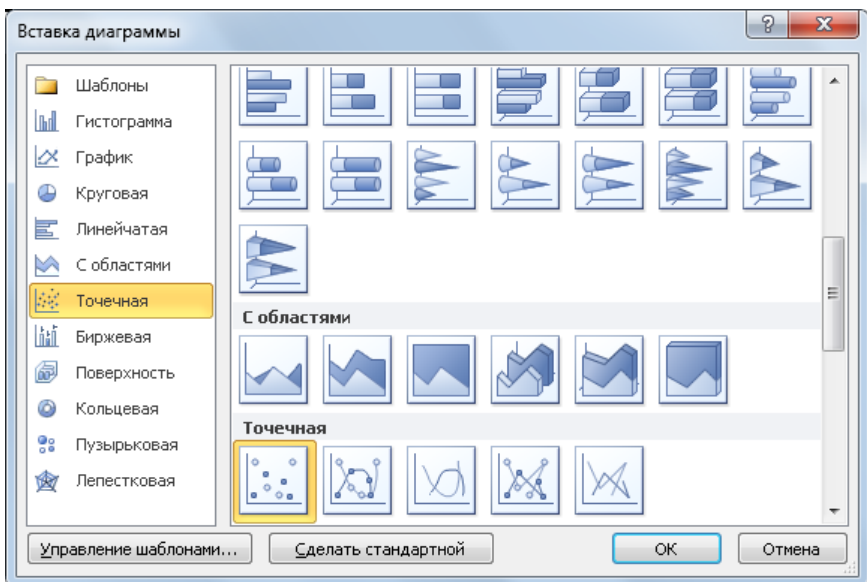 Вставка диаграммы
Шаблоны
Гистограмма
График
Круговая
Линейчатая
С областями
Точечная
Биржевая
Поверхность
Кольцевая
Пузырьковая
Лепестковая
С областями
Точечная
Управление шаблонами...
Сделать стандартной
ОК
Отмена